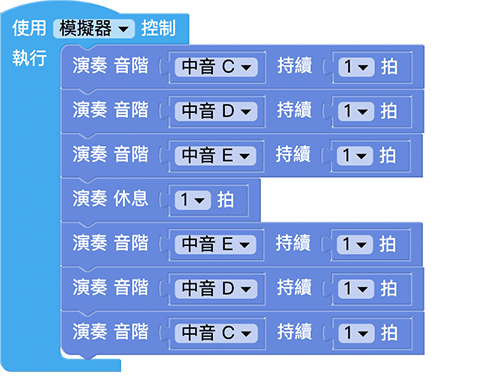 使用 模擬器 控制
執行
演奏 音階 中音 C 持續 1 拍
演奏 音階 中音 D 持續 1 拍
演奏 音階 中音 E 持續 1 拍
演奏 休息 1 拍
演奏 音階 中音 E 持續 1 拍
演奏 音階 中音 D 持續 1 拍
演奏 音階 中音 C 持續 1 拍